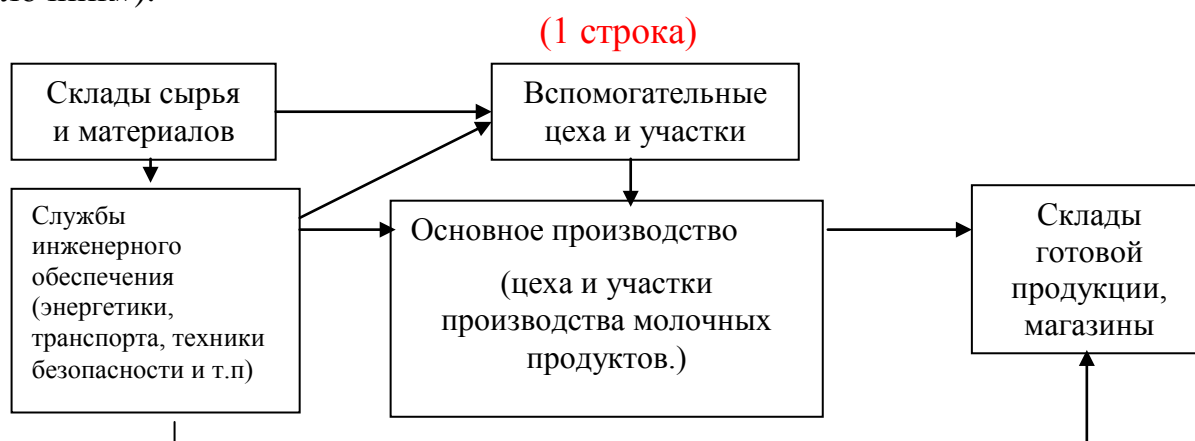 (1 строка)
Склады сырья
и материалов
Вспомогательные
цеха и участки
Службы
инженерного
обеспечения
(энергетики,
транспорта, техники
безопасности и т.п)
Основное производство
(цеха и участки
производства молочных
продуктов.)
Склады
готовой
продукции,
магазины